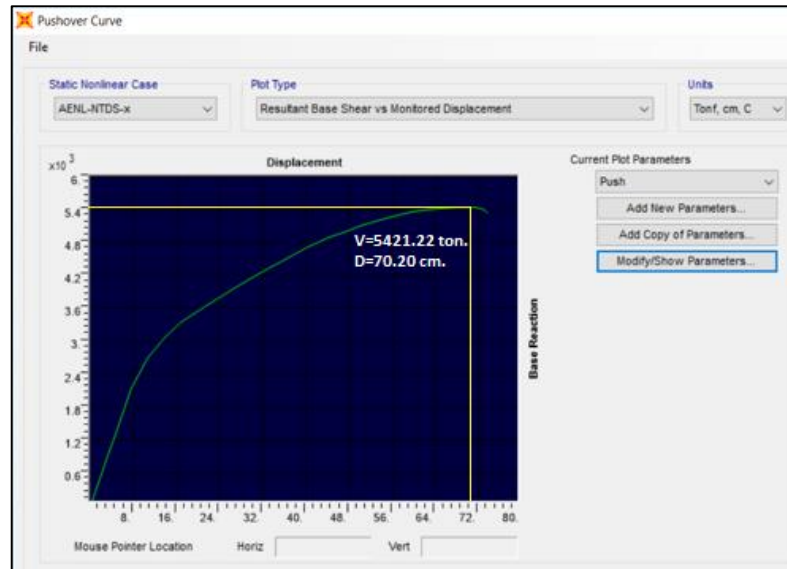 Pushover Curve
File
Static Nonlinear Case
AENL-NTDS-x
Plot Type
Resultant Base Shear vs Monitored Displacement
Units
Tonf, cm, C
Displacement
x10 3
6.
5.4
4.8
4.2
3.6
3.
2.4
1.8
1.2
0.6
V=5421.22 ton.
D=70.20 cm.
8. 16. 24. 32. 40. 48. 56. 64. 72. 80.
Base Reaction
Mouse Pointer Location Horiz Vert
Current Plot Parameters
Push
Add New Parameters...
Add Copy of Parameters...
Modify/Show Parameters...